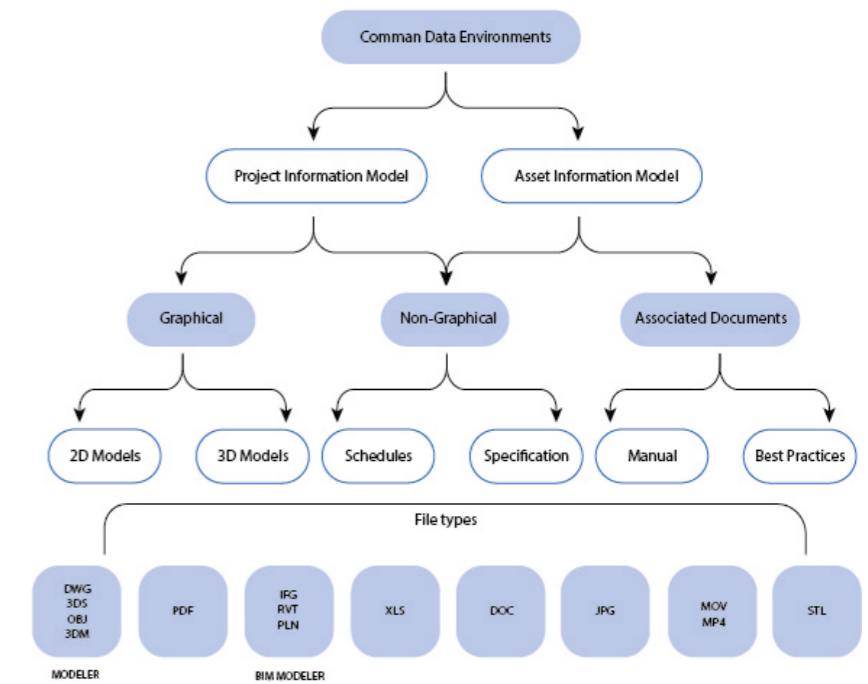 Comman Data Environments
Project Information Model
Asset Information Model
Graphical
Non-Graphical
Associated Documents
2D Models
3D Models
Schedules
Specification
Manual
Best Practices
File types
DWG
3DS
OBJ
3DM
PDF
IFG
RVT
PLN
XLS
DOC
JPG
MOV
MP4
STL
MODELER
BIM MODELER